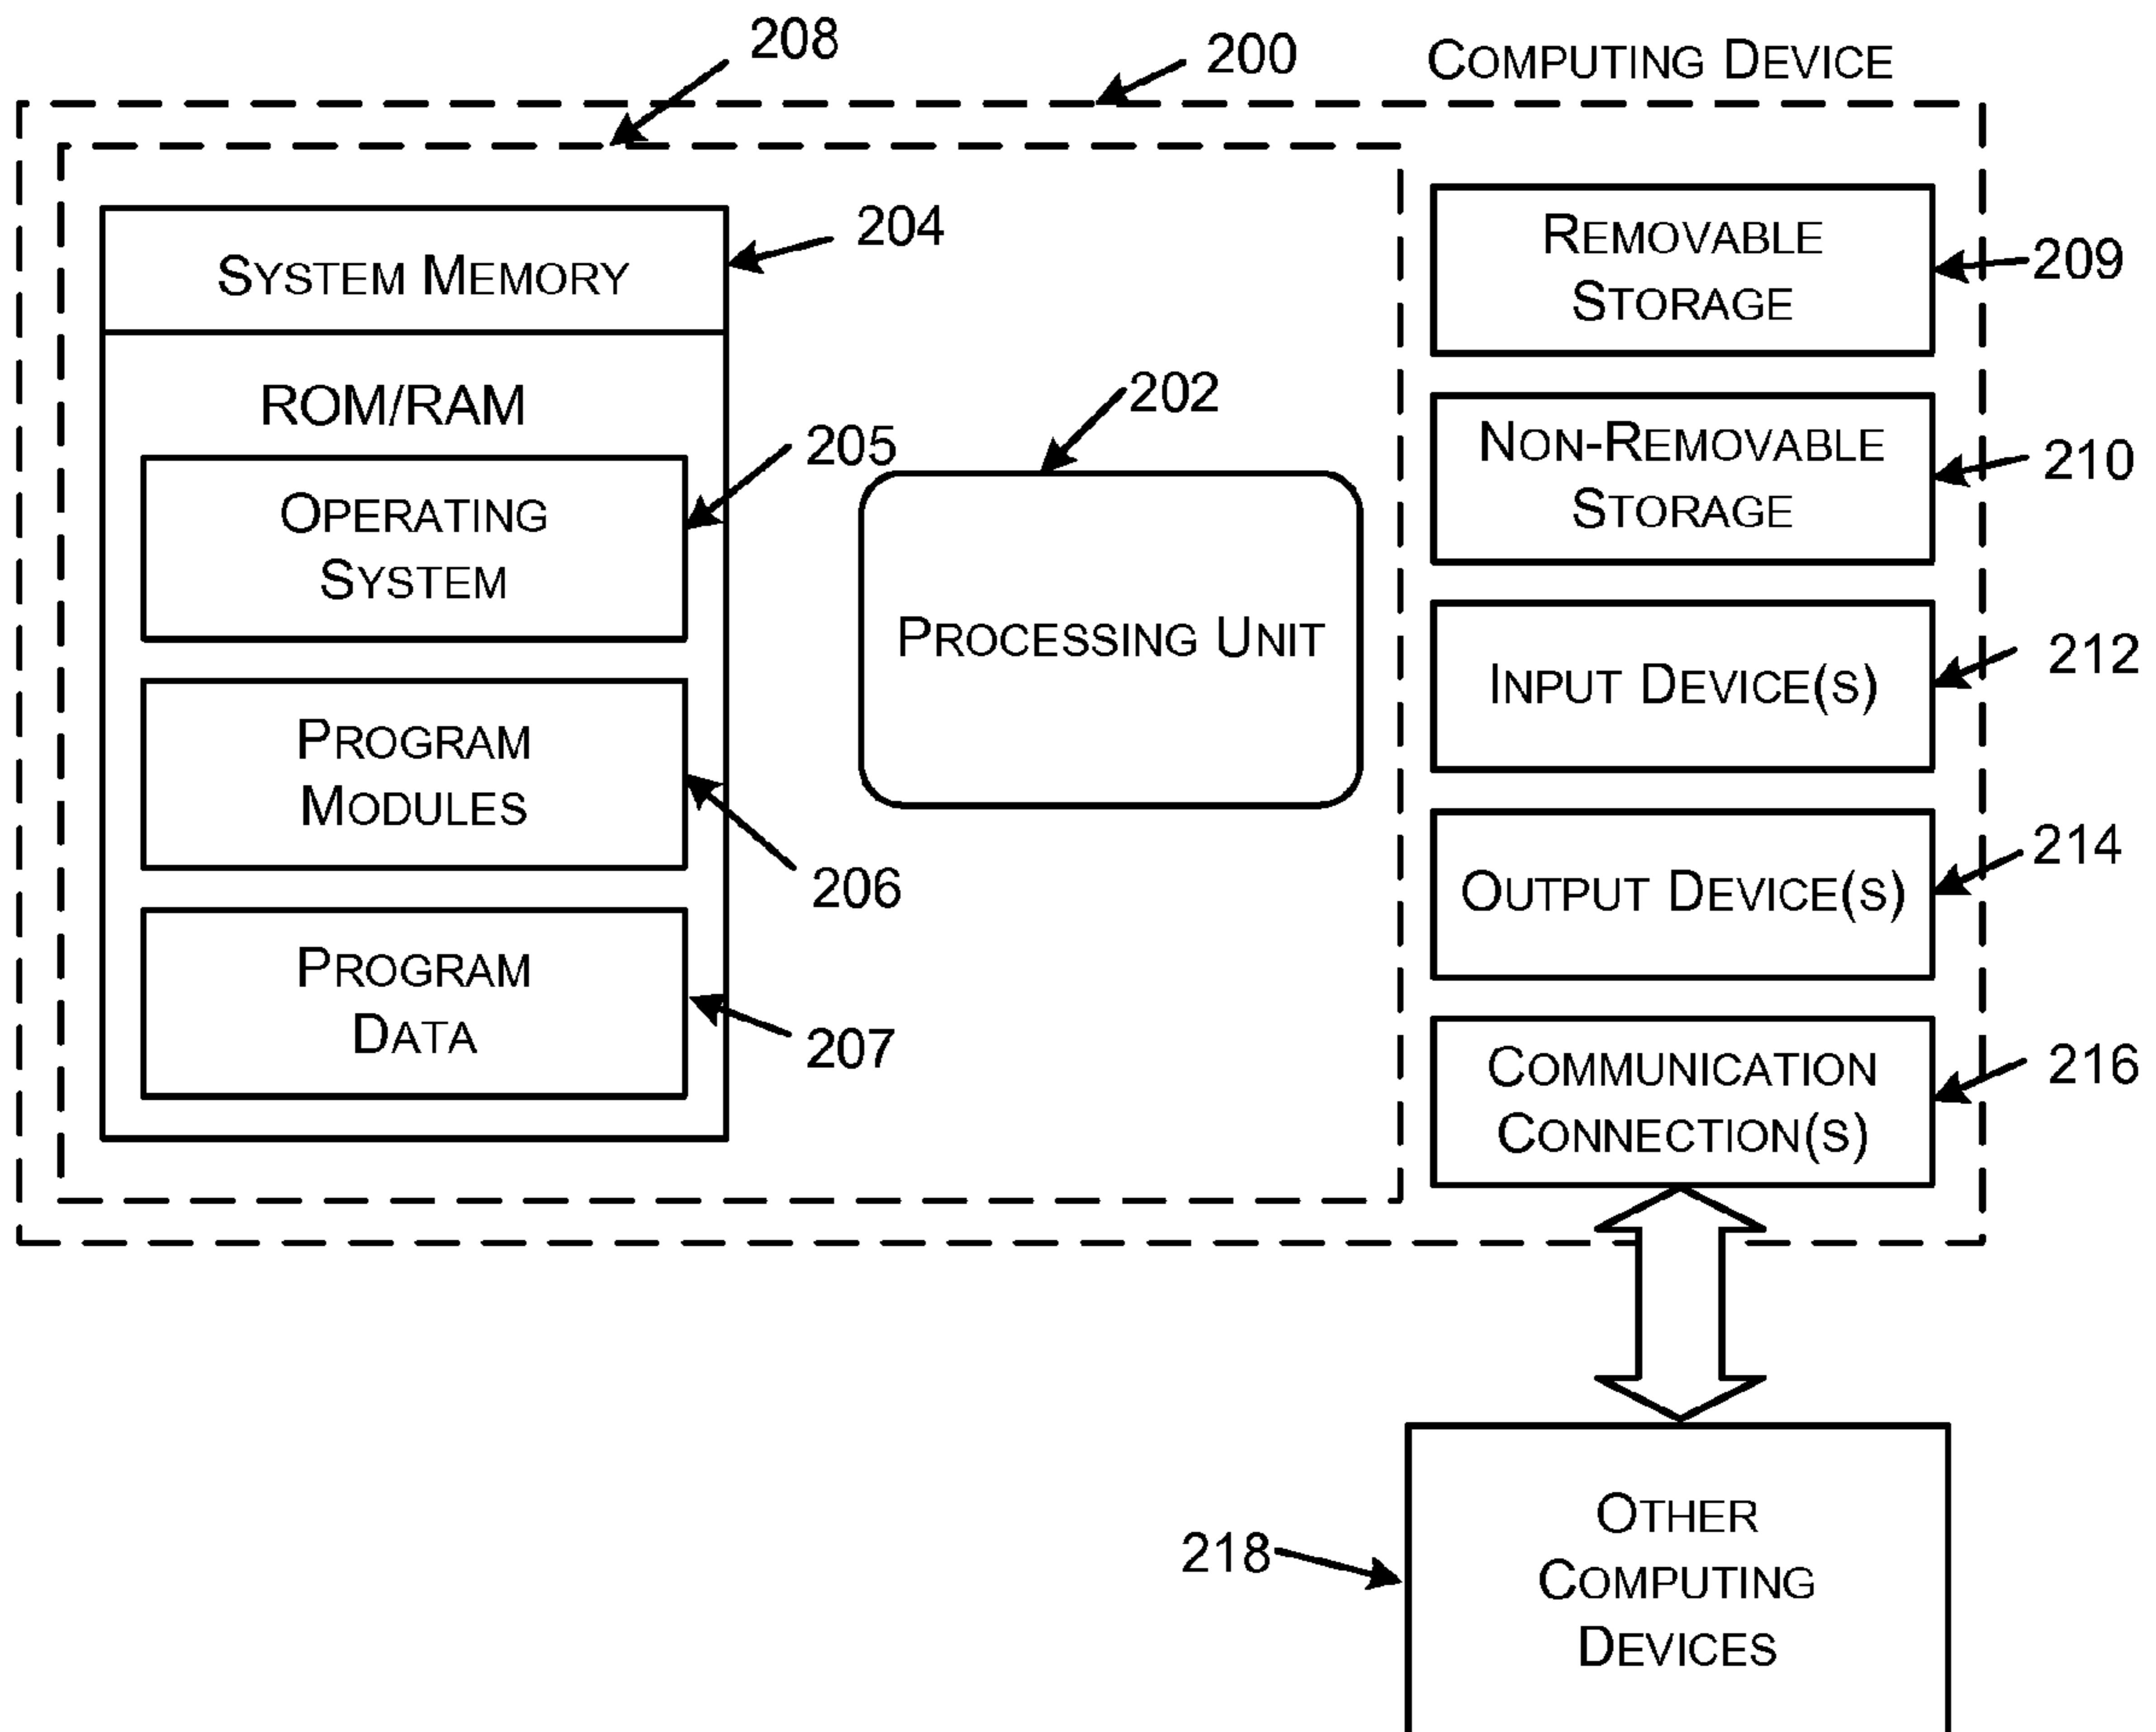 208
200
COMPUTING DEVICE
204
SYSTEM MEMORY
ROM/RAM
205
OPERATING
SYSTEM
PROGRAM
MODULES
206
PROGRAM
DATA
207
202
PROCESSING UNIT
REMOVABLE
STORAGE
209
NON-REMOVABLE
STORAGE
210
INPUT DEVICE(S)
212
OUTPUT DEVICE(S)
214
COMMUNICATION
CONNECTION(S)
216
218
OTHER
COMPUTING
DEVICES